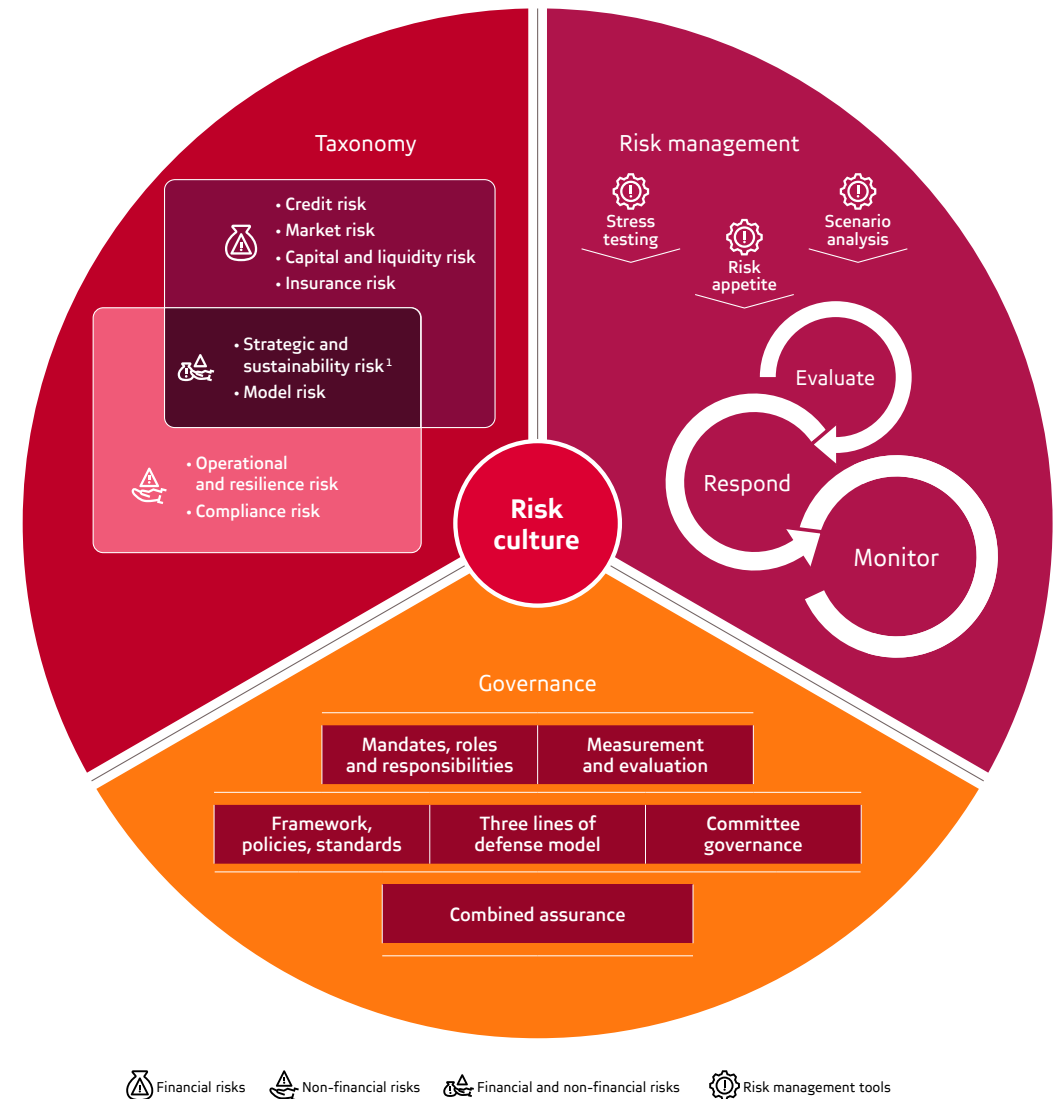 Taxonomy
• Credit risk
• Market risk
• Capital and liquidity risk
• Insurance risk
• Strategic and
sustainability risk¹
• Model risk
• Operational
and resilience risk
• Compliance risk
Risk management
Stress
testing
Risk
appetite
Scenario
analysis
Evaluate
Respond
Monitor
Risk
culture
Governance
Mandates, roles
and responsibilities
Measurement
and evaluation
Framework,
policies, standards
Three lines of
defense model
Committee
governance
Combined assurance
Financial risks
Non-financial risks
Financial and non-financial risks
Risk management tools